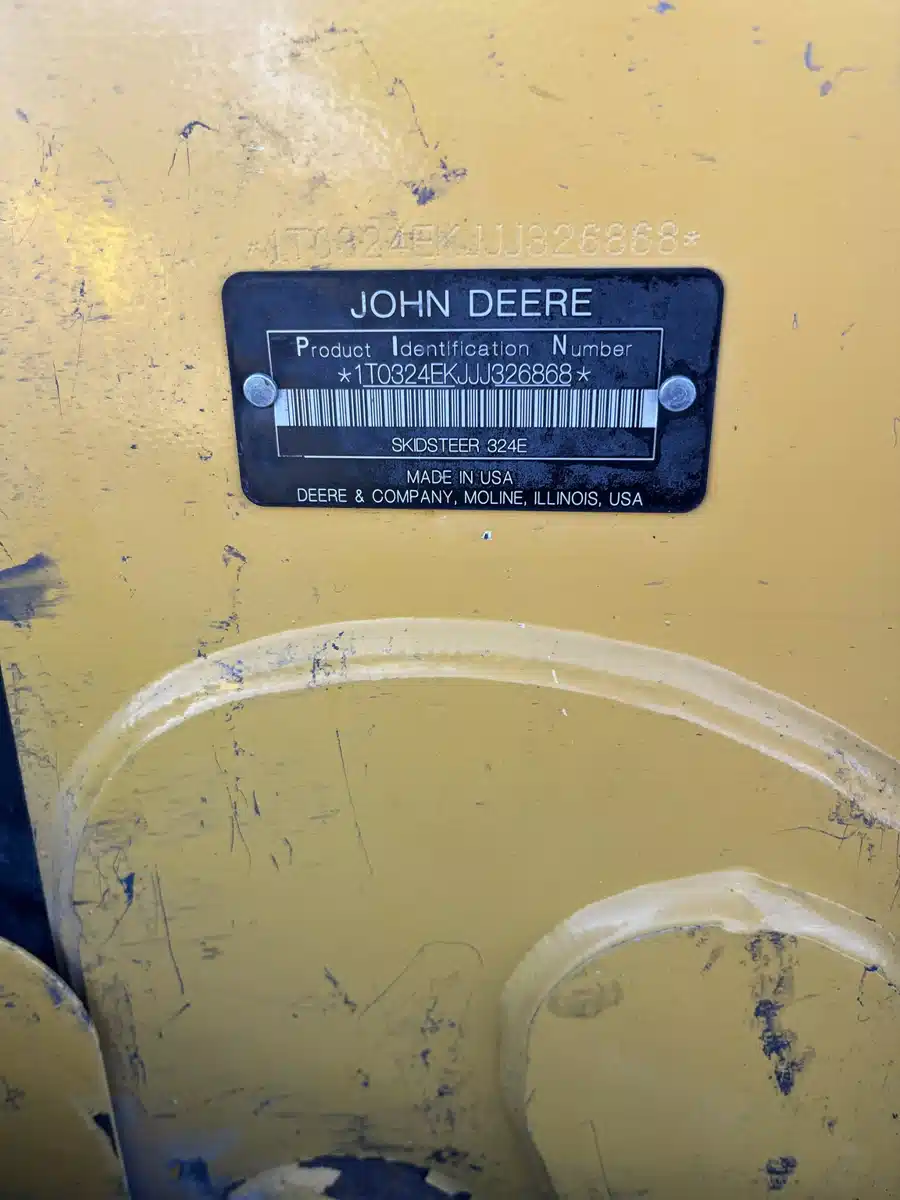 *1T0324EKJJJ326868*
JOHN DEERE
Product Identification Number
*1T0324EKJJJ326868*
SKIDSTEER 324E
MADE IN USA
DEERE & COMPANY, MOLINE, ILLINOIS, USA